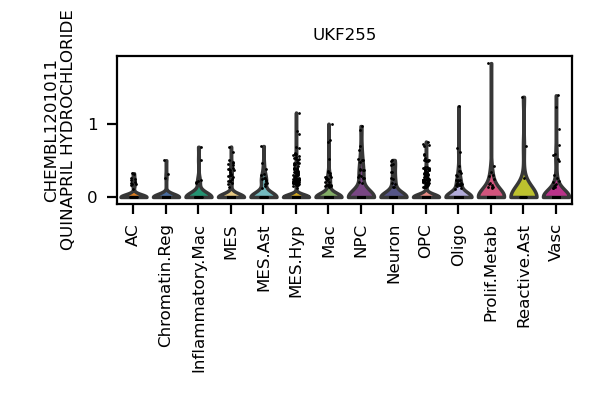 UKF255
CHEMBL1201011
QUINAPRIL HYDROCHLORIDE
1
0
AC
Chromatin.Reg
Inflammatory.Mac
MES
MES.Ast
MES.Hyp
Mac
NPC
Neuron
OPC
Oligo
Prolif.Metab
Reactive.Ast
Vasc